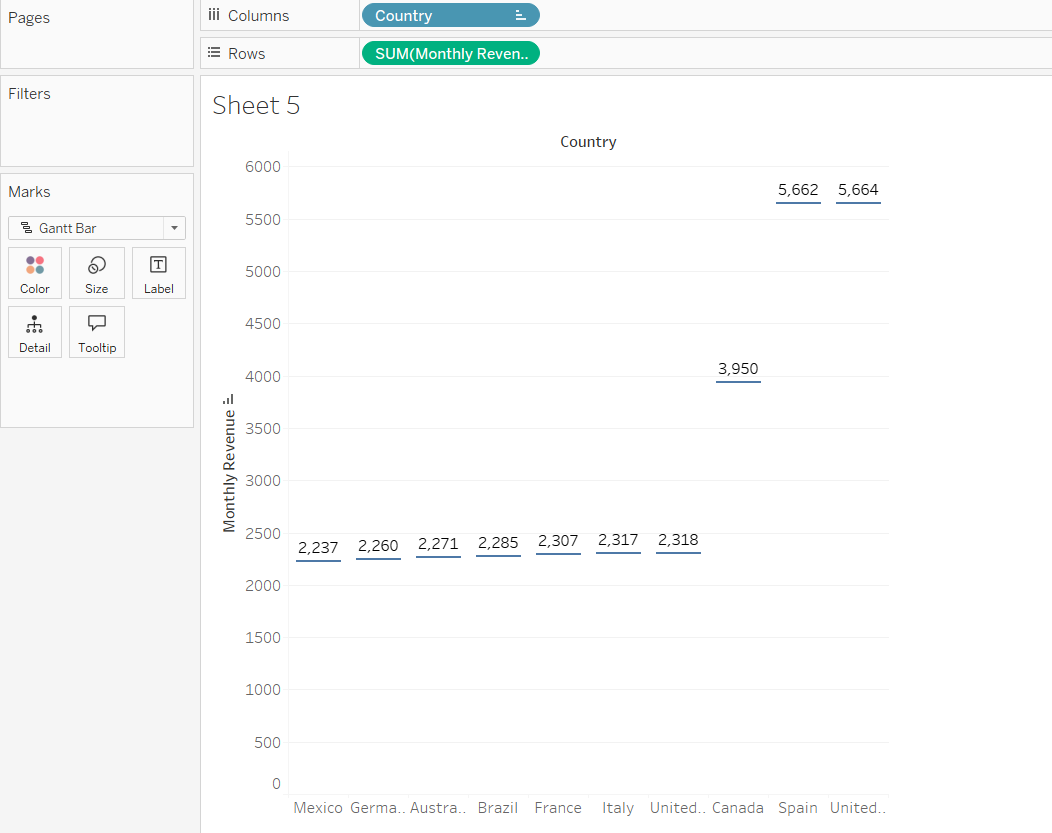 Pages
Columns
Country
Rows
SUM(Monthly Reven..
Filters
Marks
Gantt Bar
Color
Size
Label
Detail
Tooltip
Sheet 5
Country
Monthly Revenue
6000
5500
5000
4500
4000
3500
3000
2500
2000
1500
1000
500
0
2,237
2,260
2,271
2,285
2,307
2,317
2,318
3,950
5,662
5,664
Mexico
Germa..
Austra..
Brazil
France
Italy
United..
Canada
Spain
United..